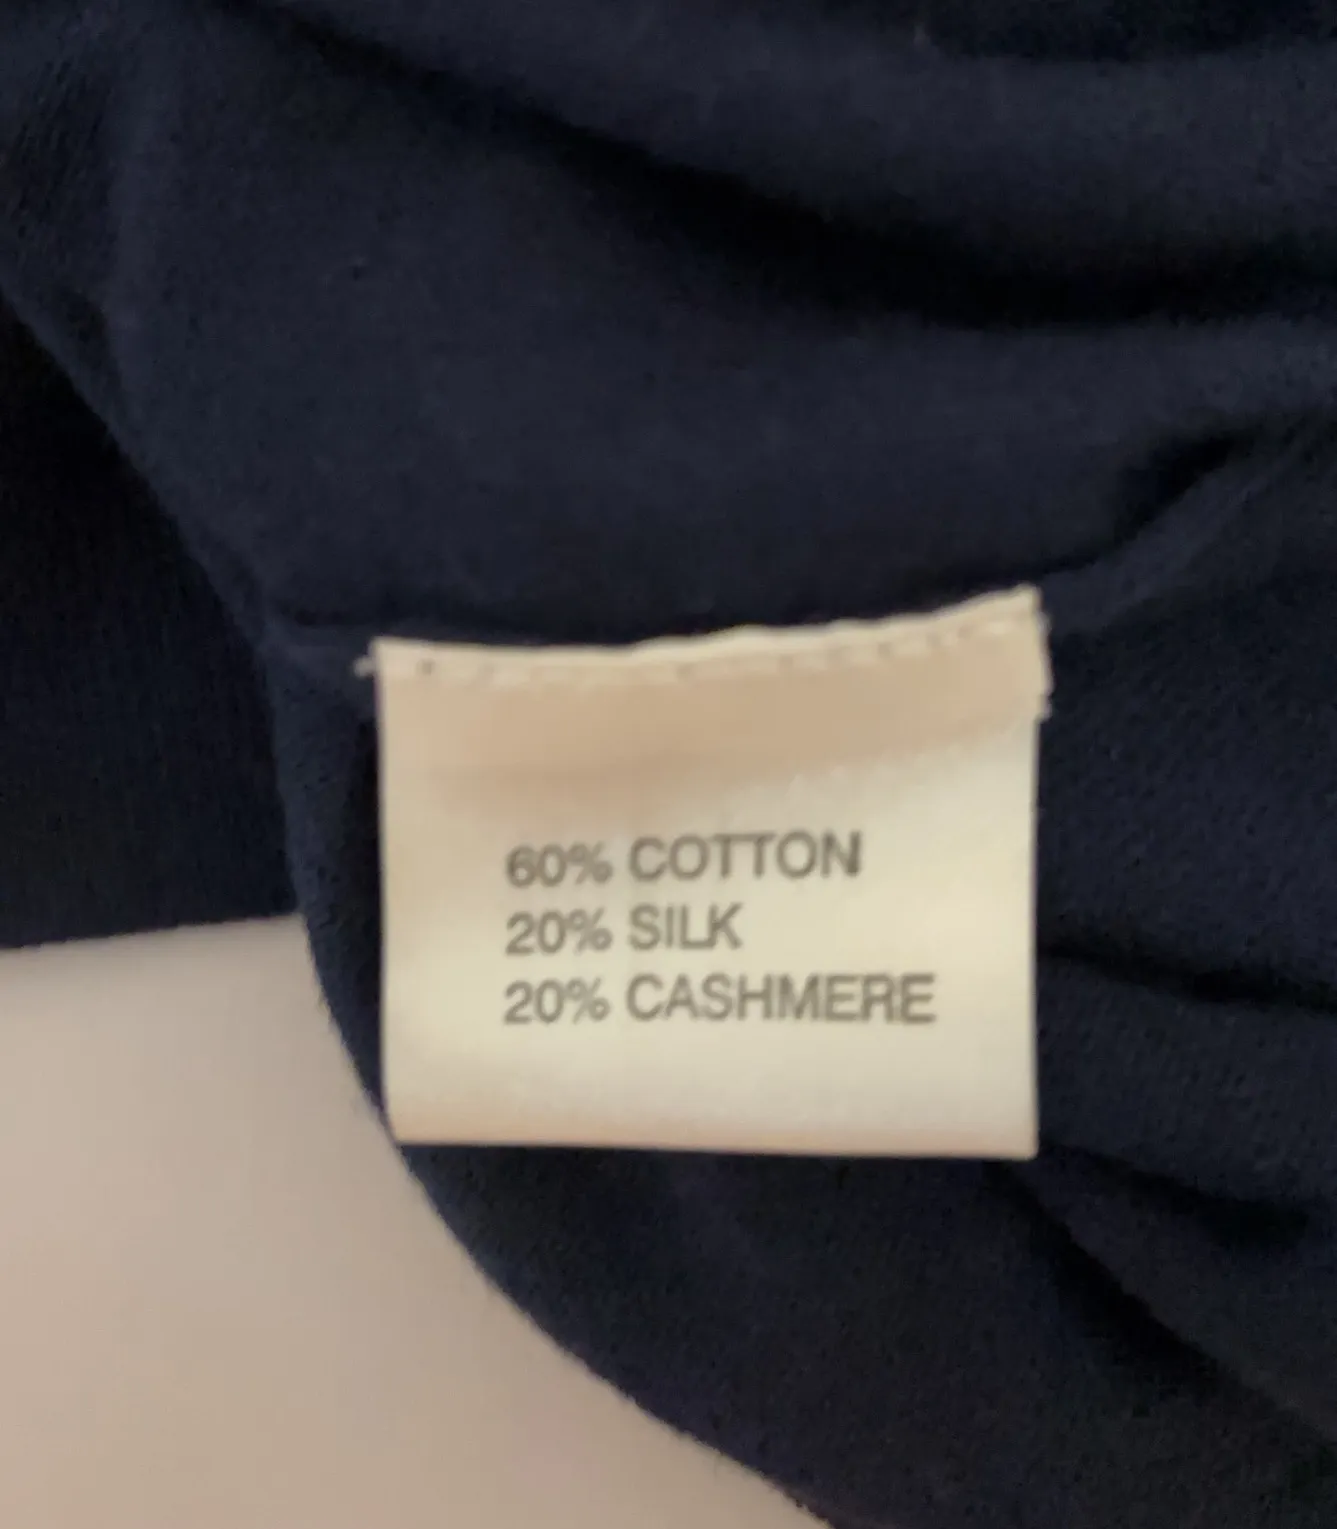 60% COTTON
20% SILK
20% CASHMERE